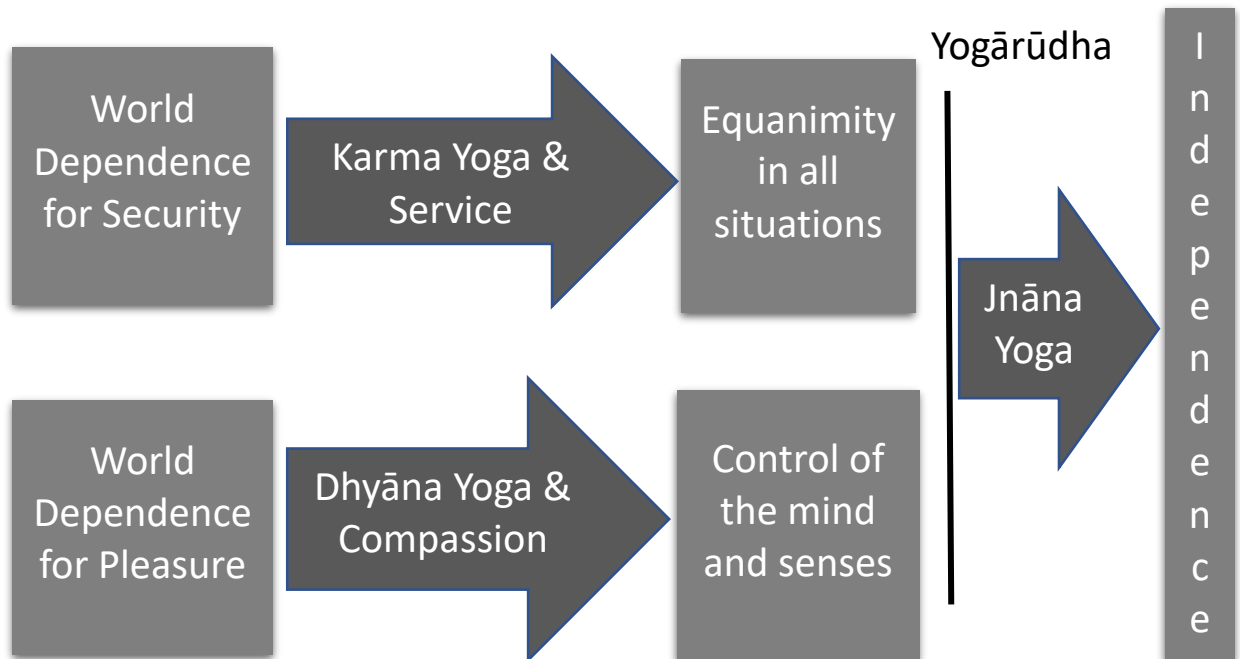 World
Dependence
for Security
Karma Yoga &
Service
Equanimity
in all
situations
Yogārūdha
World
Dependence
for Pleasure
Dhyāna Yoga &
Compassion
Control of
the mind
and senses
Jnāna
Yoga
I
n
d
e
p
e
n
d
e
n
c
e